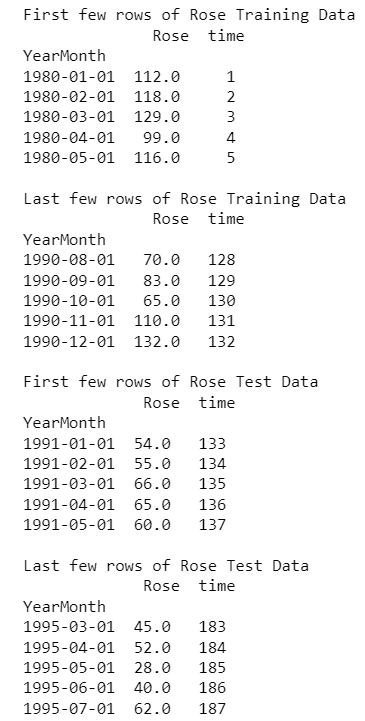 First few rows of Rose Training Data
Rose time
YearMonth
1980-01-01 112.0 1
1980-02-01 118.0 2
1980-03-01 129.0 3
1980-04-01 99.0 4
1980-05-01 116.0 5
Last few rows of Rose Training Data
Rose time
YearMonth
1990-08-01 70.0 128
1990-09-01 83.0 129
1990-10-01 65.0 130
1990-11-01 110.0 131
1990-12-01 132.0 132
First few rows of Rose Test Data
Rose time
YearMonth
1991-01-01 54.0 133
1991-02-01 55.0 134
1991-03-01 66.0 135
1991-04-01 65.0 136
1991-05-01 60.0 137
Last few rows of Rose Test Data
Rose time
YearMonth
1995-03-01 45.0 183
1995-04-01 52.0 184
1995-05-01 28.0 185
1995-06-01 40.0 186
1995-07-01 62.0 187